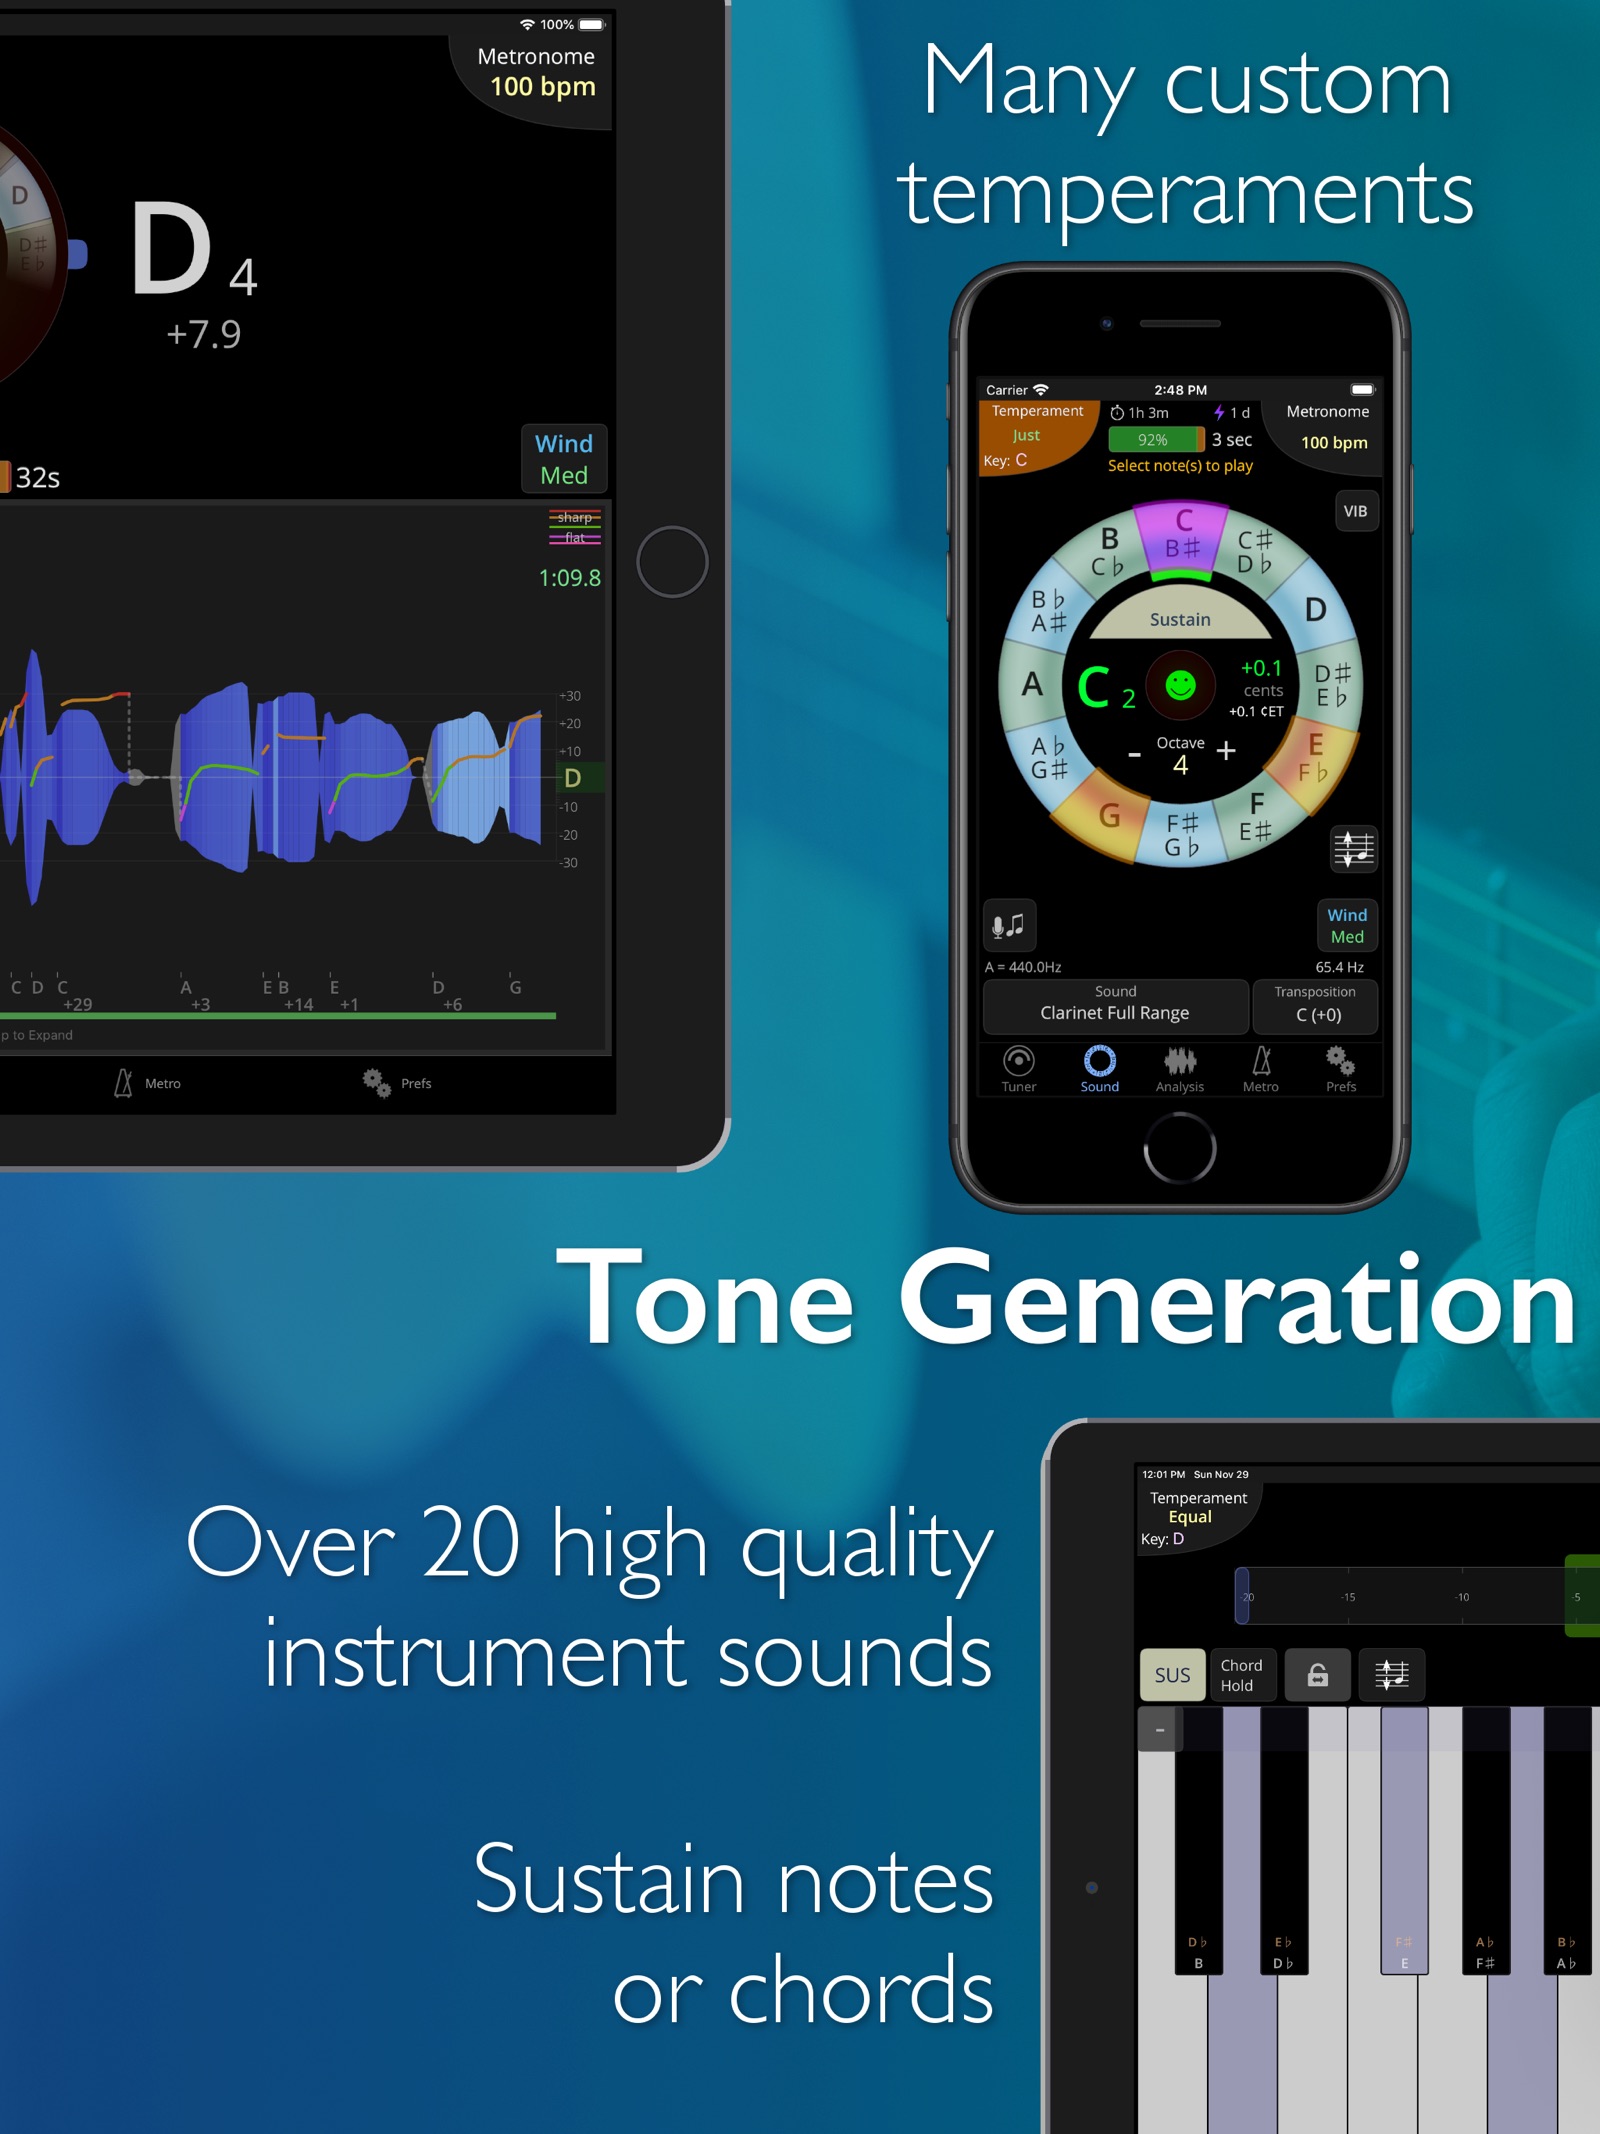 100%
Metronome
100 bpm
D
D♯
E♭
D 4
+7.9
32s
Wind
Med
sharp
flat
1:09.8
+30
+20
+10
D
-10
-20
-30
C D C A E B E D G
+29 +3 +14 +1 +6
p to Expand
Metro Prefs
Many custom
temperaments
Carrier 2:48 PM
Temperament
Just
Key: C
1h 3m 1 d
92% 3 sec
Select note(s) to play
Metronome
100 bpm
VIB
C
B♯
C♯
D♭
D
D♯
E♭
E
F♭
F
E♯
F♯
G♭
G
A♭
G♯
A
B♭
A♯
B
C♭
Sustain
C 2
+0.1
cents
+0.1 ¢ET
Octave
- 4 +
Wind
Med
A = 440.0Hz 65.4 Hz
Sound
Clarinet Full Range
Transposition
C (+0)
Tuner Sound Analysis Metro Prefs
Tone Generation
Over 20 high quality
instrument sounds
Sustain notes
or chords
12:01 PM Sun Nov 29
Temperament
Equal
Key: D
-20 -15 -10 -5
SUS
Chord
Hold
-
D♭ E♭ F♯ A♭ B♭
B D♭ E F♯ A♭